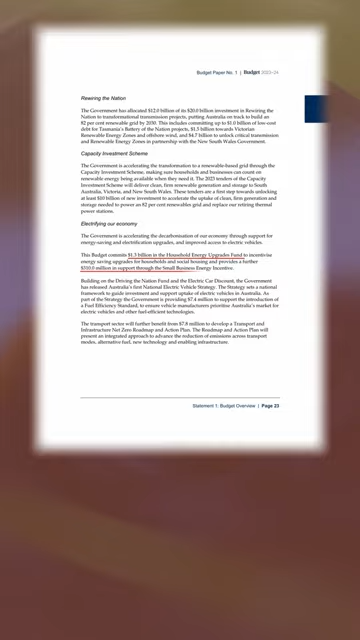 Budget Paper No. 1 | Budget 2023–24
Rewiring the Nation
The Government has allocated $12.0 billion of its $20.0 billion investment in Rewiring the
Nation to transformational transmission projects, putting Australia on track to build an
82 per cent renewable grid by 2030. This includes committing up to $1.0 billion of low-cost
debt for Tasmania's Battery of the Nation projects, $1.5 billion towards Victorian
Renewable Energy Zones and offshore wind, and $4.7 billion to unlock critical transmission
and Renewable Energy Zones in partnership with the New South Wales Government.
Capacity Investment Scheme
The Government is accelerating the transformation to a renewable-based grid through the
Capacity Investment Scheme, making sure households and businesses can count on
renewable energy being available when they need it. The 2023 tenders of the Capacity
Investment Scheme will deliver clean, firm renewable generation and storage to South
Australia, Victoria, and New South Wales. These tenders are a first step towards unlocking
at least $10 billion of new investment to accelerate the uptake of clean, firm generation and
storage needed to power an 82 per cent renewables grid and replace our retiring thermal
power stations.
Electrifying our economy
The Government is accelerating the decarbonisation of our economy through support for
energy-saving and electrification upgrades, and improved access to electric vehicles.
This Budget commits $1.3 billion in the Household Energy Upgrades Fund to incentivise
energy saving upgrades for households and social housing and provides a further
$310.0 million in support through the Small Business Energy Incentive.
Building on the Driving the Nation Fund and the Electric Car Discount, the Government
has released Australia's first National Electric Vehicle Strategy. The Strategy sets a national
framework to guide investment and support uptake of electric vehicles in Australia. As
part of the Strategy the Government is providing $7.4 million to support the introduction of
a Fuel Efficiency Standard, to ensure vehicle manufacturers prioritise Australia's market for
electric vehicles and other fuel-efficient technologies.
The transport sector will further benefit from $7.8 million to develop a Transport and
Infrastructure Net Zero Roadmap and Action Plan. The Roadmap and Action Plan will
present an integrated approach to advance the reduction of emissions across transport
modes, alternative fuel, new technology and enabling infrastructure.
Statement 1: Budget Overview | Page 23